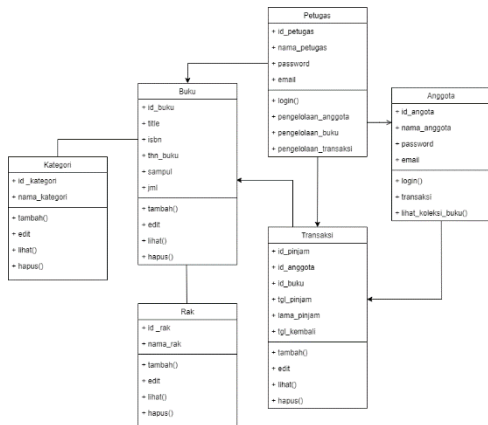 Petugas
+ id_petugas
+ nama_petugas
+ password
+ email
+ login()
+ pengelolaan_anggota
+ pengelolaan_buku
+ pengelolaan_transaksi
Buku
+ id_buku
+ title
+ isbn
+ thn_buku
+ sampul
+ jml
+ tambah()
+ edit
+ lihat()
+ hapus()
Anggota
+ id_angota
+ nama_anggota
+ password
+ email
+ login()
+ transaksi
+ lihat_koleksi_buku()
Kategori
+ id _kategori
+ nama_kategori
+ tambah()
+ edit
+ lihat()
+ hapus()
Transaksi
+ id_pinjam
+ id_anggota
+ id_buku
+ tgl_pinjam
+ lama_pinjam
+ tgl_kembali
+ tambah()
+ edit
+ lihat()
+ hapus()
Rak
+ id _rak
+ nama_rak
+ tambah()
+ edit
+ lihat()
+ hapus()